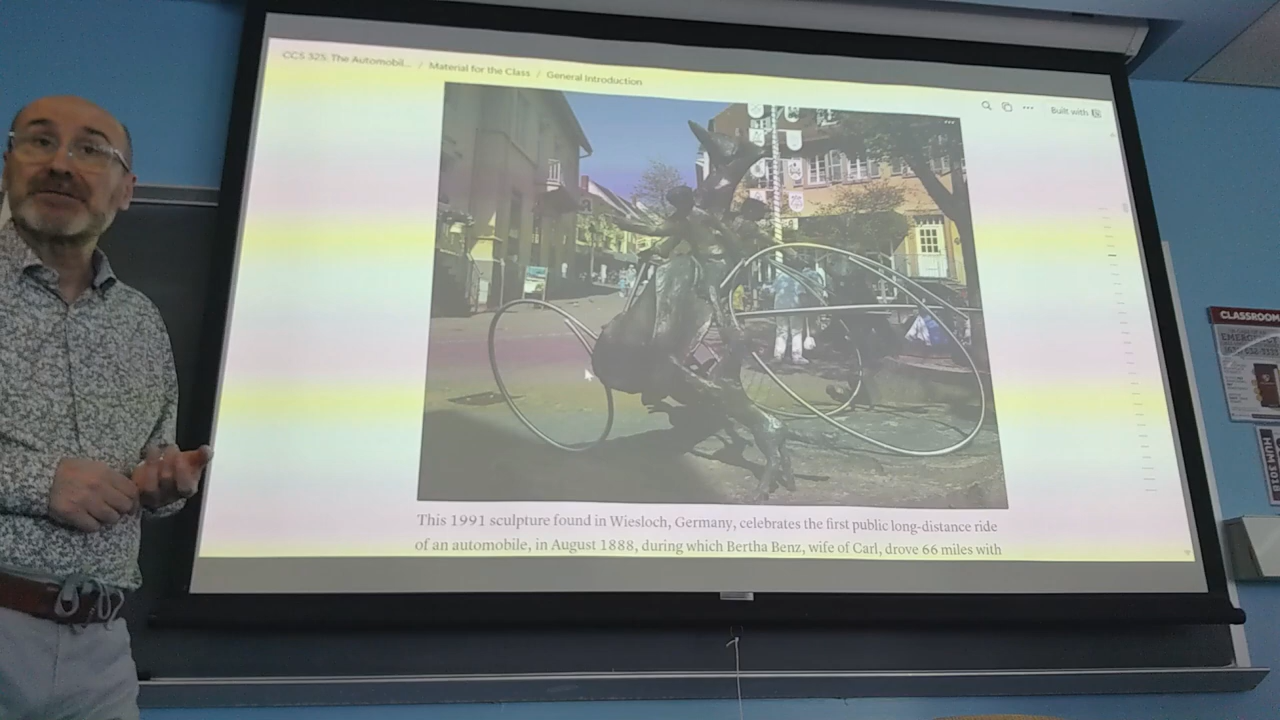 CCS 325: The Automobil... / Material for the Class / General Introduction
Built with
This 1991 sculpture found in Wiesloch, Germany, celebrates the first public long-distance ride
of an automobile, in August 1888, during which Bertha Benz, wife of Carl, drove 66 miles with
CLASSROOM
HUM 301B